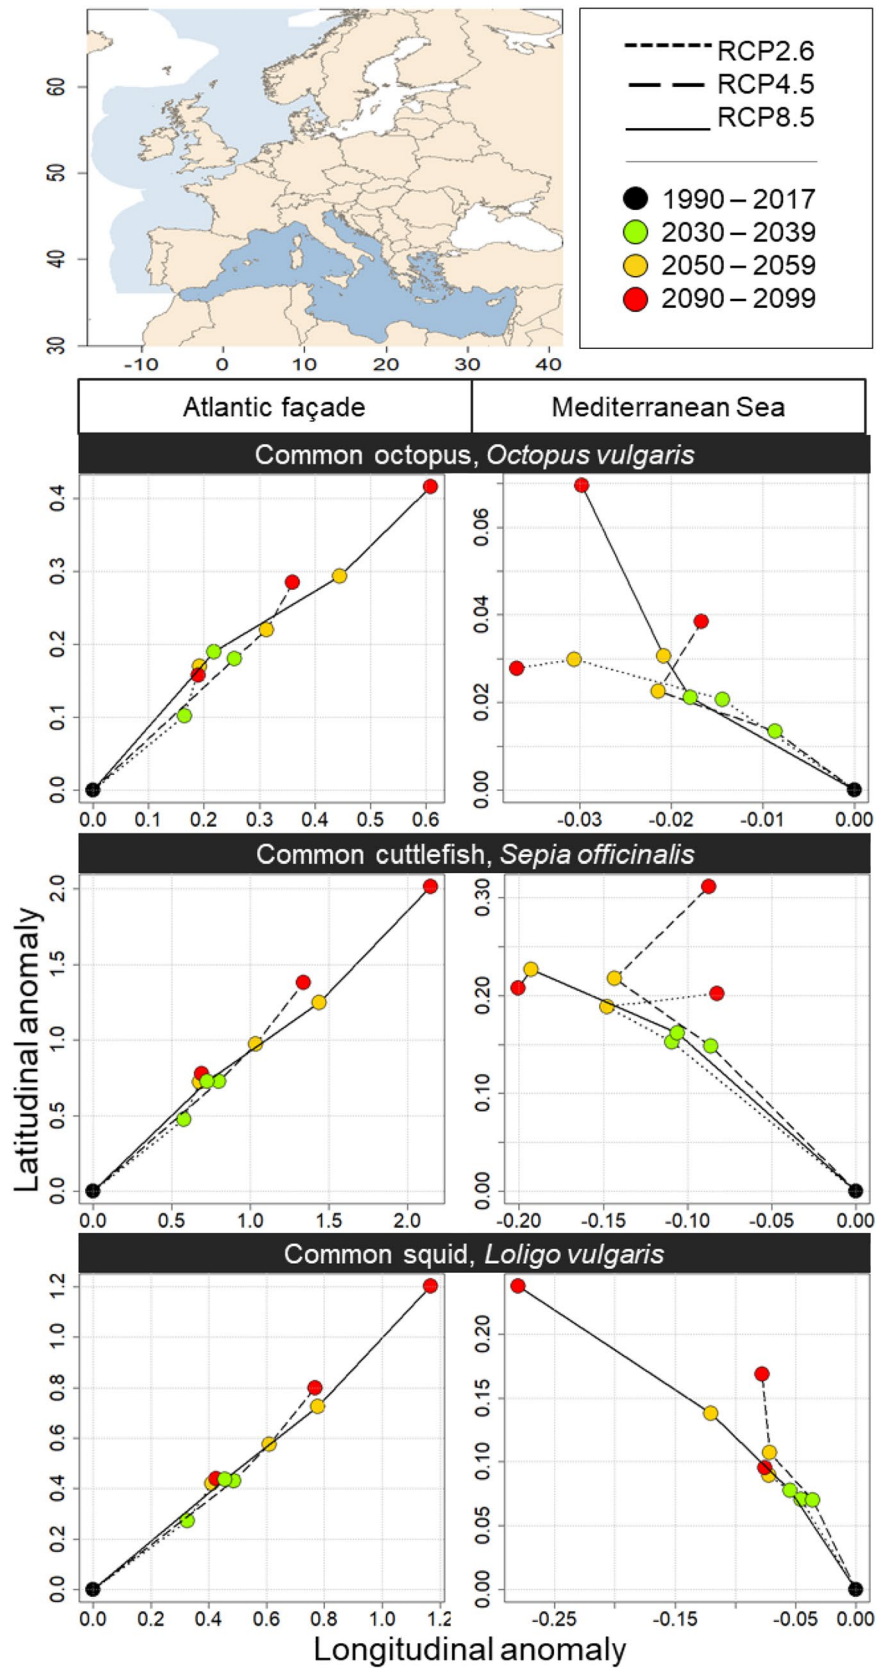 60
50
40
30
-10 0 10 20 30 40
RCP2.6
RCP4.5
RCP8.5
1990 – 2017
2030 – 2039
2050 – 2059
2090 – 2099
Atlantic façade Mediterranean Sea
Common octopus, Octopus vulgaris
0.4
0.3
0.2
0.1
0.0
0.0 0.1 0.2 0.3 0.4 0.5 0.6
0.06
0.04
0.02
0.00
-0.03 -0.02 -0.01 0.00
Common cuttlefish, Sepia officinalis
Latitudinal anomaly
2.0
1.5
1.0
0.5
0.0
0.0 0.5 1.0 1.5 2.0
0.30
0.20
0.10
0.00
-0.20 -0.15 -0.10 -0.05 0.00
Common squid, Loligo vulgaris
1.2
1.0
0.8
0.6
0.4
0.2
0.0
0.0 0.4 0.6 0.8 1.0 1.2
0.20
0.15
0.10
0.05
0.00
-0.25 -0.15 -0.05 0.00
Longitudinal anomaly